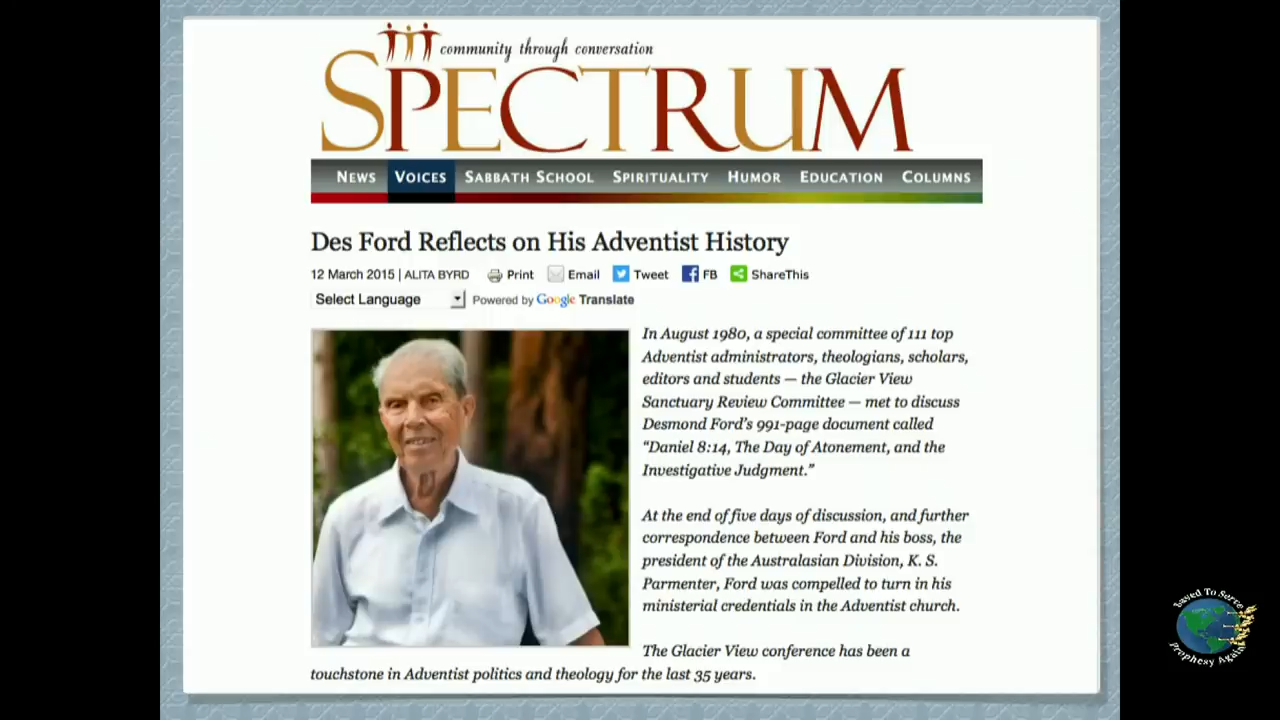 community through conversation
SPECTRUM
NEWS VOICES SABBATH SCHOOL SPIRITUALITY HUMOR EDUCATION COLUMNS
Des Ford Reflects on His Adventist History
12 March 2015 | ALITA BYRD Print Email Tweet FB ShareThis
Select Language Powered by Google Translate
In August 1980, a special committee of 111 top
Adventist administrators, theologians, scholars,
editors and students — the Glacier View
Sanctuary Review Committee — met to discuss
Desmond Ford's 991-page document called
“Daniel 8:14, The Day of Atonement, and the
Investigative Judgment.”
At the end of five days of discussion, and further
correspondence between Ford and his boss, the
president of the Australasian Division, K. S.
Parmenter, Ford was compelled to turn in his
ministerial credentials in the Adventist church.
The Glacier View conference has been a
touchstone in Adventist politics and theology for the last 35 years.
To Serve
Prophesy Again